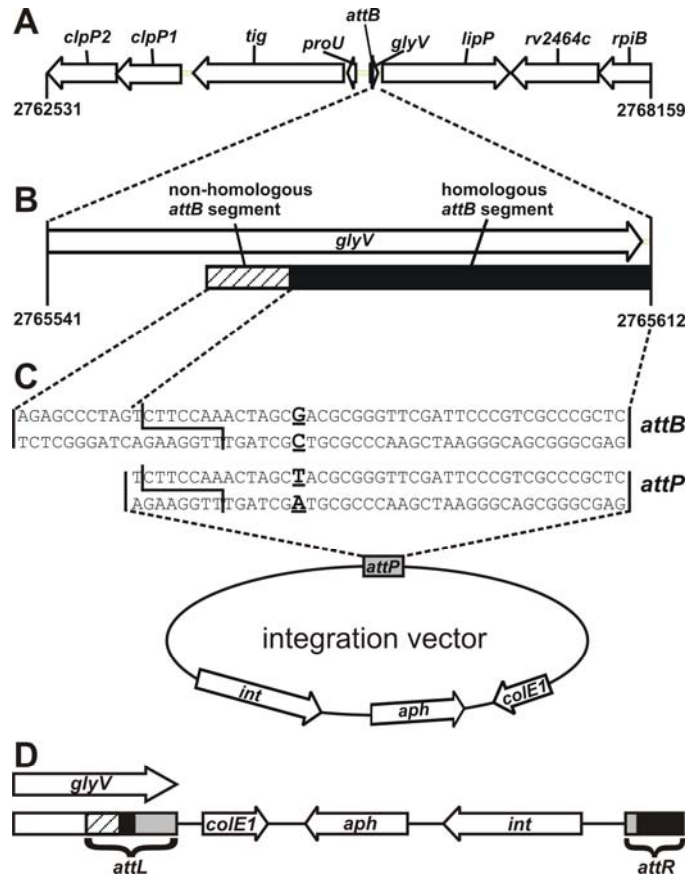 A
clpP2 clpP1 tig proU attB glyV lipP rv2464c rpiB
2762531 2768159
B
non-homologous attB segment
homologous attB segment
glyV
2765541 2765612
C
AGAGCCCTAGTCTTCCAAACTAGCGACGCGGGTTCGATTCCCGTCGCCCGCTC
TCTCGGGATCAGAAGGTTTGATCGCTGCGCCCAAGCTAAGGGCAGCGGGCGAG
attB
TCTTCCAAACTAGCTACGCGGGTTCGATTCCCGTCGCCCGCTC
AGAAGGTTTGATCGATGCGCCCAAGCTAAGGGCAGCGGGCGAG
attP
attP
integration vector
int aph colE1
D
glyV
colE1 aph int
attL attR